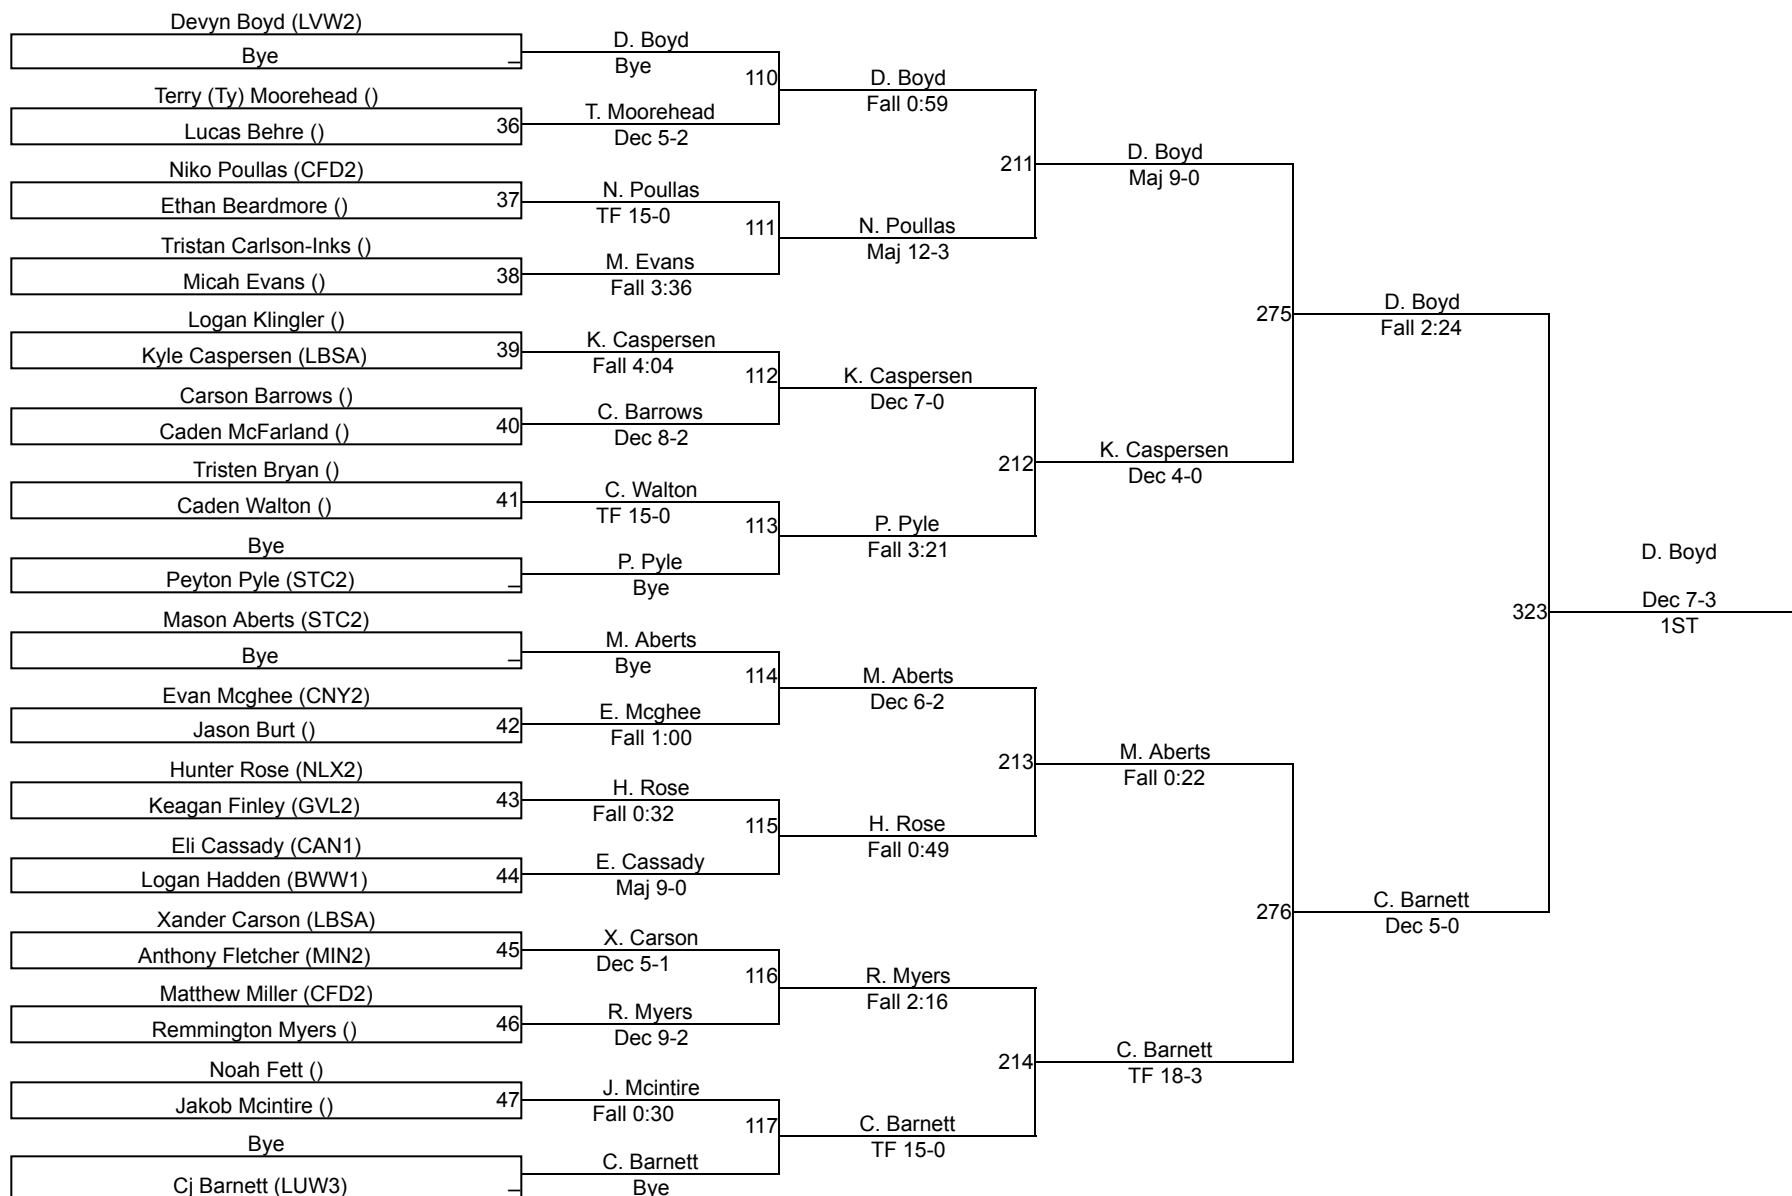 Devyn Boyd (LVW2)
Bye
Terry (Ty) Moorehead ()
36
Lucas Behre ()
Niko Poullas (CFD2)
37
Ethan Beardmore ()
Tristan Carlson-Inks ()
38
Micah Evans ()
Logan Klingler ()
39
Kyle Caspersen (LBSA)
Carson Barrows ()
40
Caden McFarland ()
Tristen Bryan ()
41
Caden Walton ()
Bye
Peyton Pyle (STC2)
Mason Aberts (STC2)
Bye
Evan Mcghee (CNY2)
42
Jason Burt ()
Hunter Rose (NLX2)
43
Keagan Finley (GVL2)
Eli Cassady (CAN1)
44
Logan Hadden (BWW1)
Xander Carson (LBSA)
45
Anthony Fletcher (MIN2)
Matthew Miller (CFD2)
46
Remmington Myers ()
Noah Fett ()
47
Jakob Mcintire ()
Bye
Cj Barnett (LUW3)
D. Boyd
Bye
110
T. Moorehead
Dec 5-2
N. Poullas
TF 15-0
111
M. Evans
Fall 3:36
K. Caspersen
Fall 4:04
112
C. Barrows
Dec 8-2
C. Walton
TF 15-0
113
P. Pyle
Bye
M. Aberts
Bye
114
E. Mcghee
Fall 1:00
H. Rose
Fall 0:32
115
E. Cassady
Maj 9-0
X. Carson
Dec 5-1
116
R. Myers
Dec 9-2
J. Mcintire
Fall 0:30
117
C. Barnett
Bye
D. Boyd
Fall 0:59
211
N. Poullas
Maj 12-3
K. Caspersen
Dec 7-0
212
P. Pyle
Fall 3:21
M. Aberts
Dec 6-2
213
H. Rose
Fall 0:49
R. Myers
Fall 2:16
214
C. Barnett
TF 15-0
D. Boyd
Maj 9-0
275
K. Caspersen
Dec 4-0
M. Aberts
Fall 0:22
276
C. Barnett
TF 18-3
D. Boyd
Fall 2:24
323
C. Barnett
Dec 5-0
D. Boyd
Dec 7-3
1ST